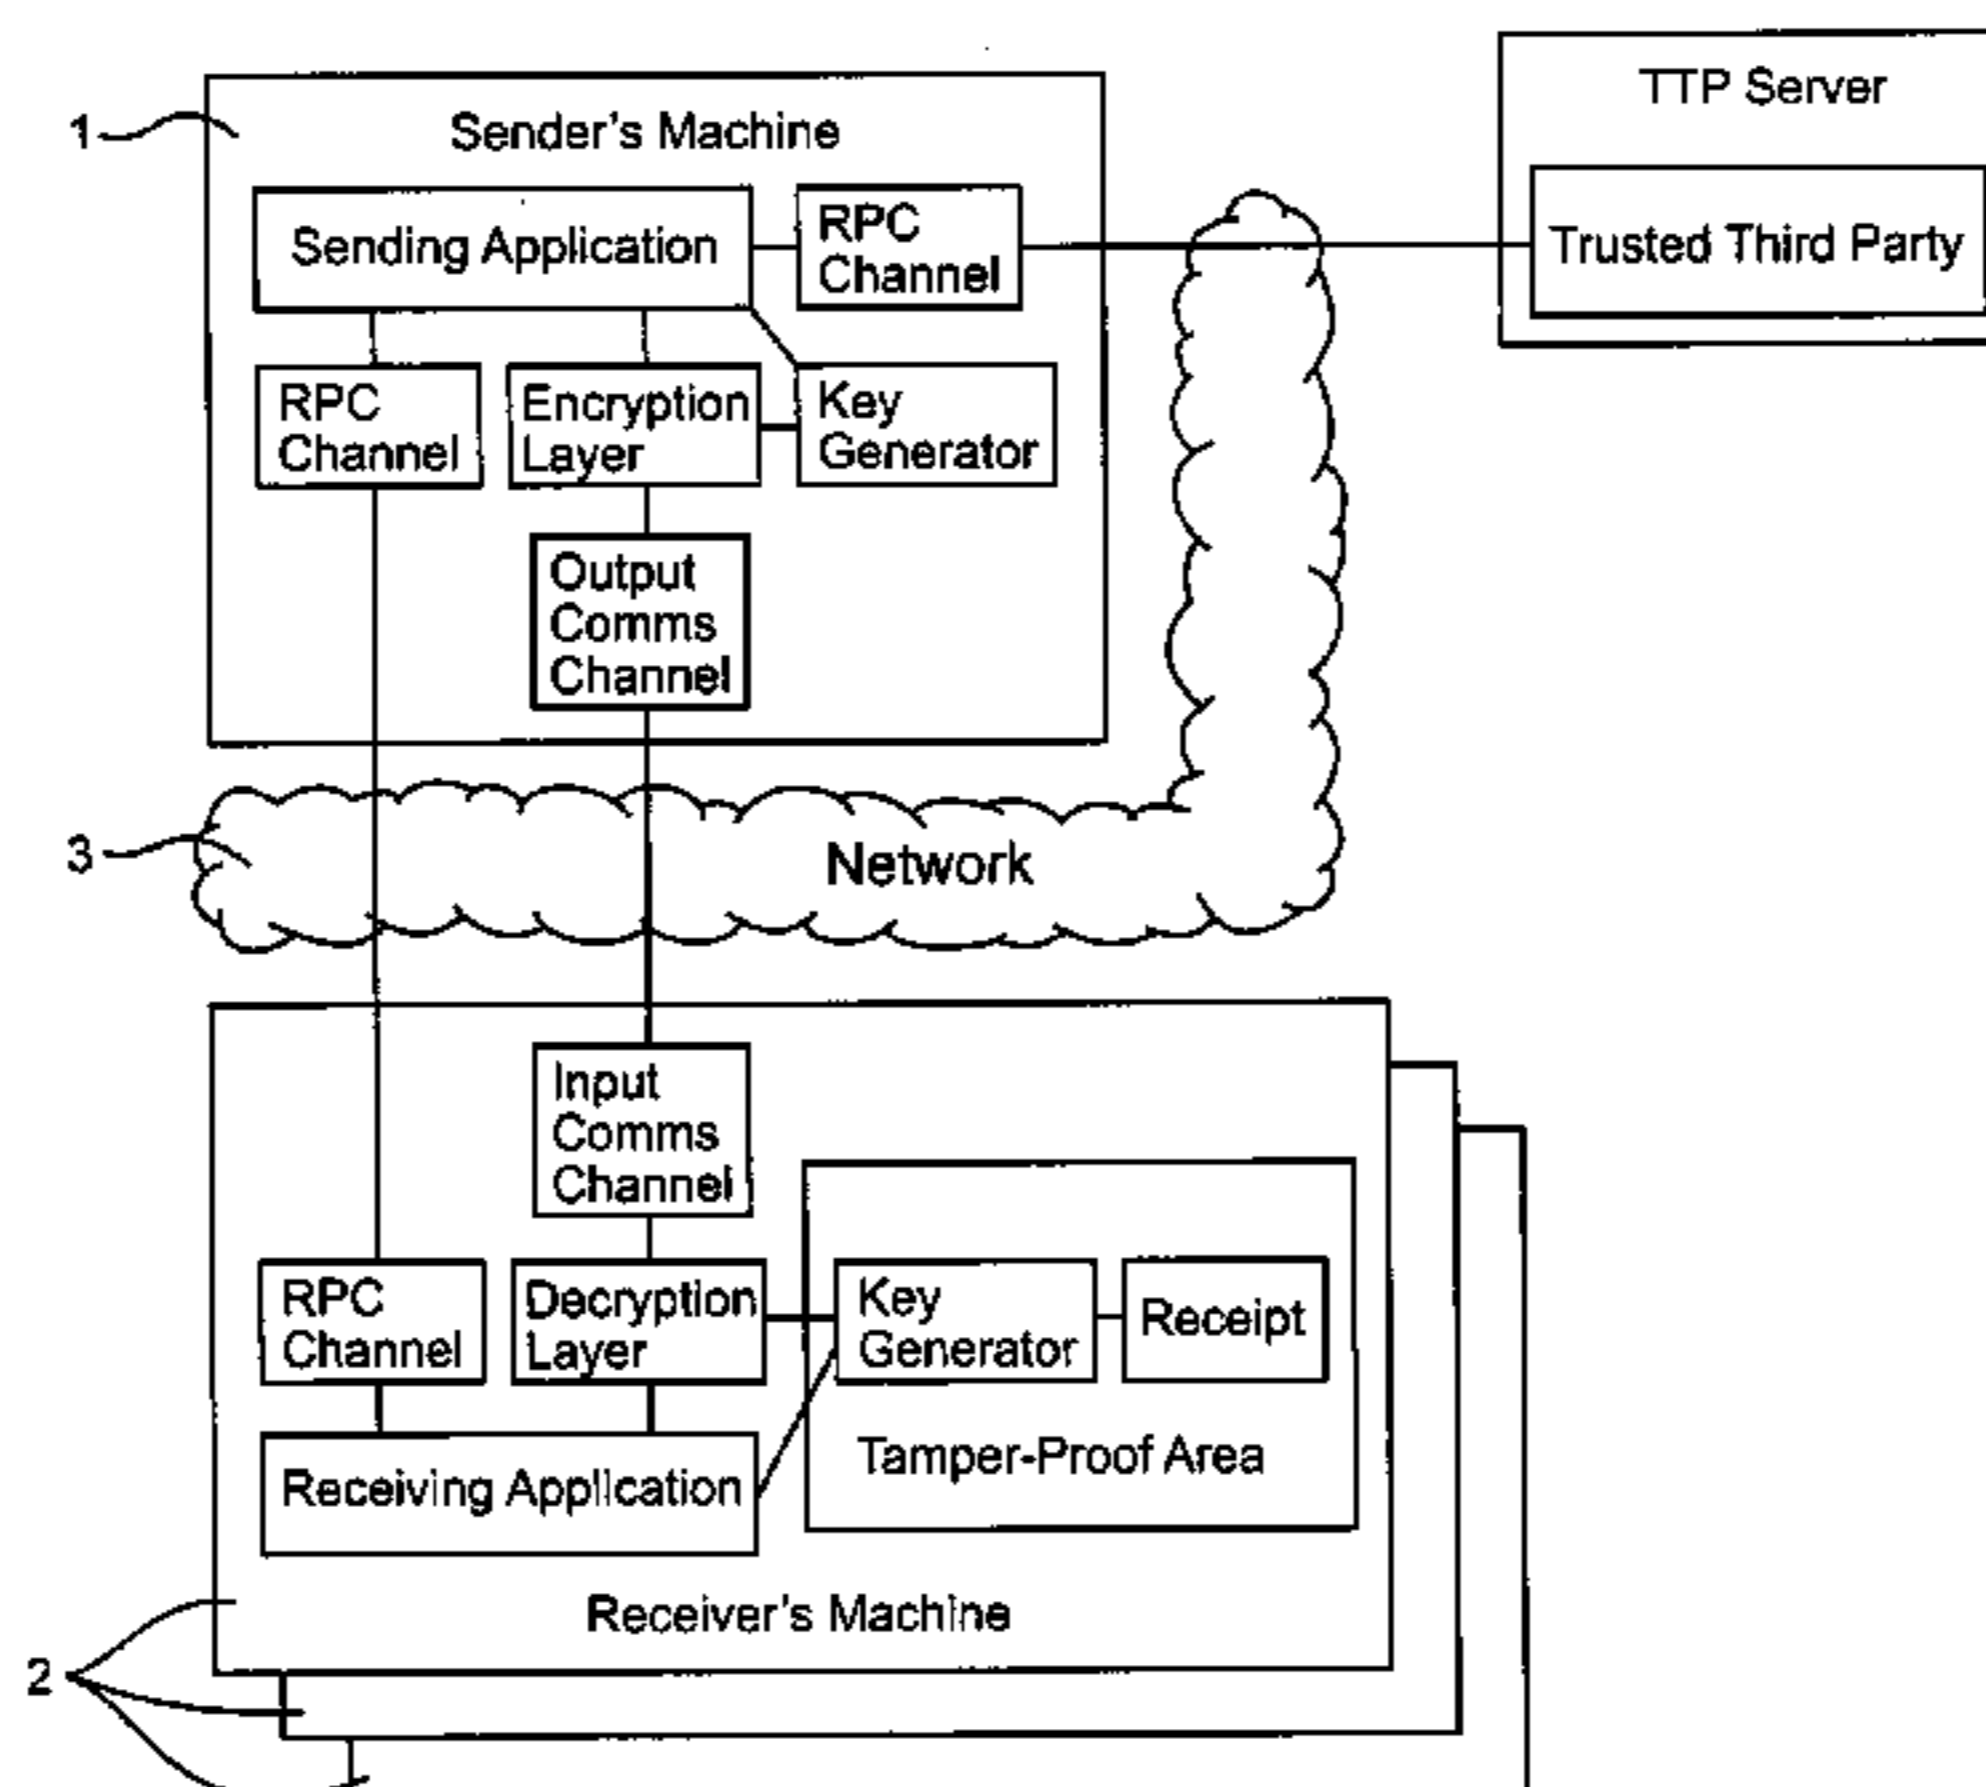 TTP Server
1
Sender's Machine
Sending Application
RPC
Channel
Trusted Third Party
RPC
Channel
Encryption
Layer
Key
Generator
Output
Comms
Channel
3
Network
Input
Comms
Channel
RPC
Channel
Decryption
Layer
Key
Generator
Receipt
Tamper-Proof Area
Receiving Application
Receiver's Machine
2